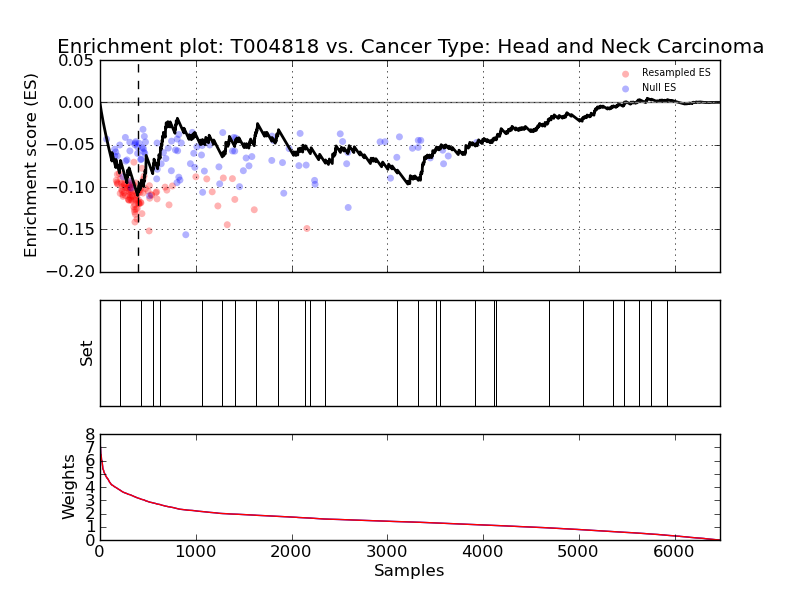 Enrichment plot: T004818 vs. Cancer Type: Head and Neck Carcinoma
0.05
0.00
−0.05
−0.10
−0.15
−0.20
Enrichment score (ES)
Resampled ES
Null ES
Set
8
7
6
5
4
3
2
1
0
Weights
0 1000 2000 3000 4000 5000 6000
Samples